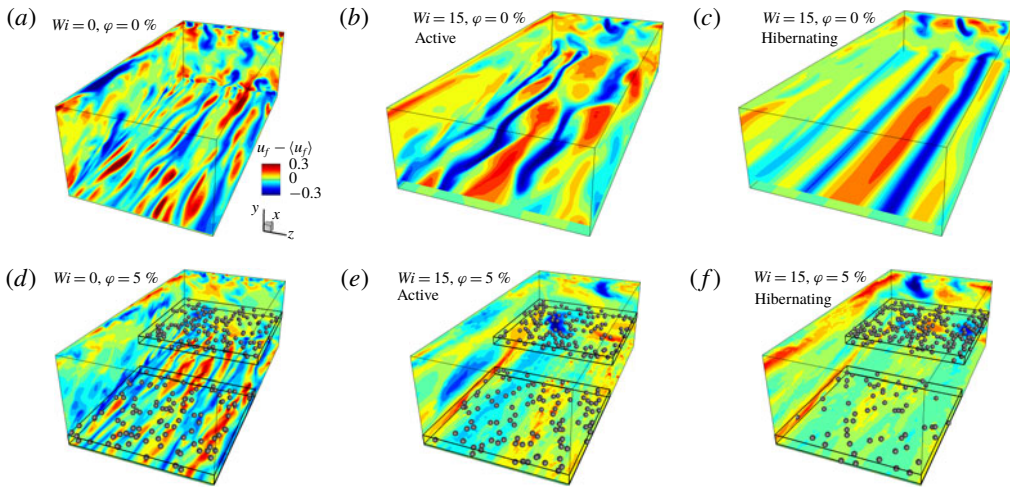 (a) Wi = 0, φ = 0 %
(b) Wi = 15, φ = 0 %
Active
(c) Wi = 15, φ = 0 %
Hibernating
u_f − ⟨u_f⟩
0.3
0
−0.3
y
x
z
(d) Wi = 0, φ = 5 %
(e) Wi = 15, φ = 5 %
Active
(f) Wi = 15, φ = 5 %
Hibernating